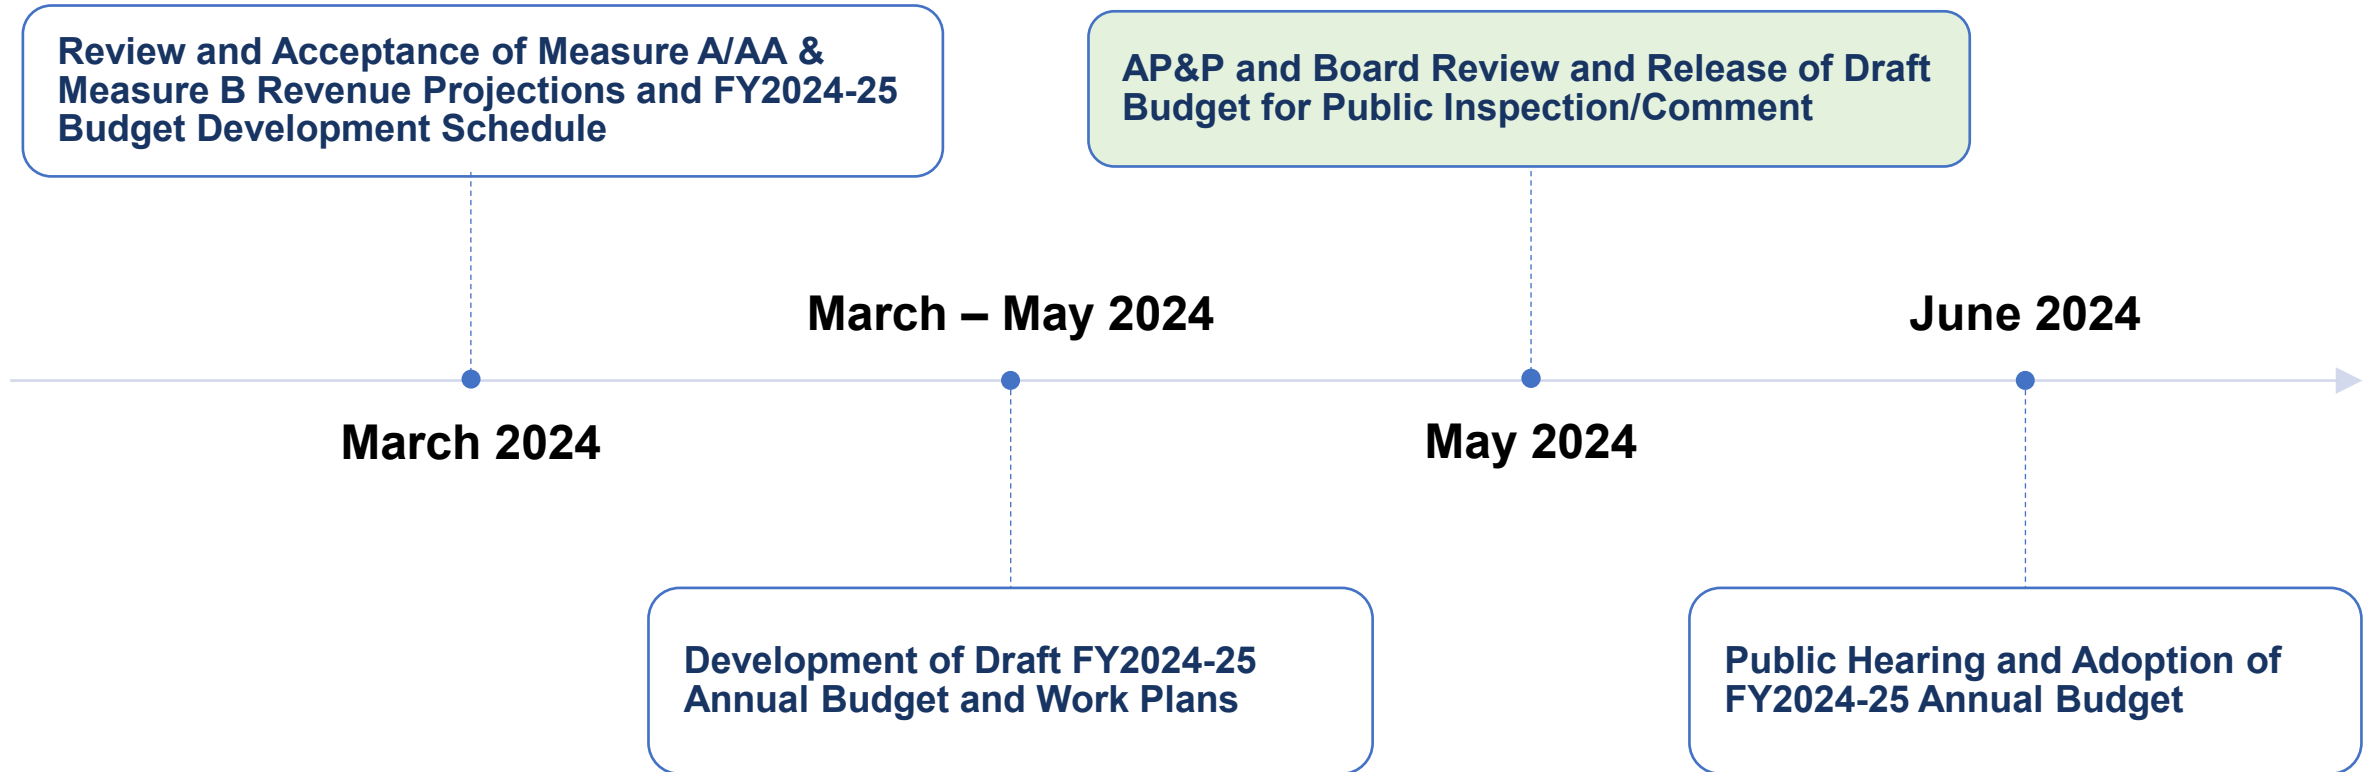 Review and Acceptance of Measure A/AA &
Measure B Revenue Projections and FY2024-25
Budget Development Schedule
AP&P and Board Review and Release of Draft
Budget for Public Inspection/Comment
March – May 2024
June 2024
March 2024
May 2024
Development of Draft FY2024-25
Annual Budget and Work Plans
Public Hearing and Adoption of
FY2024-25 Annual Budget